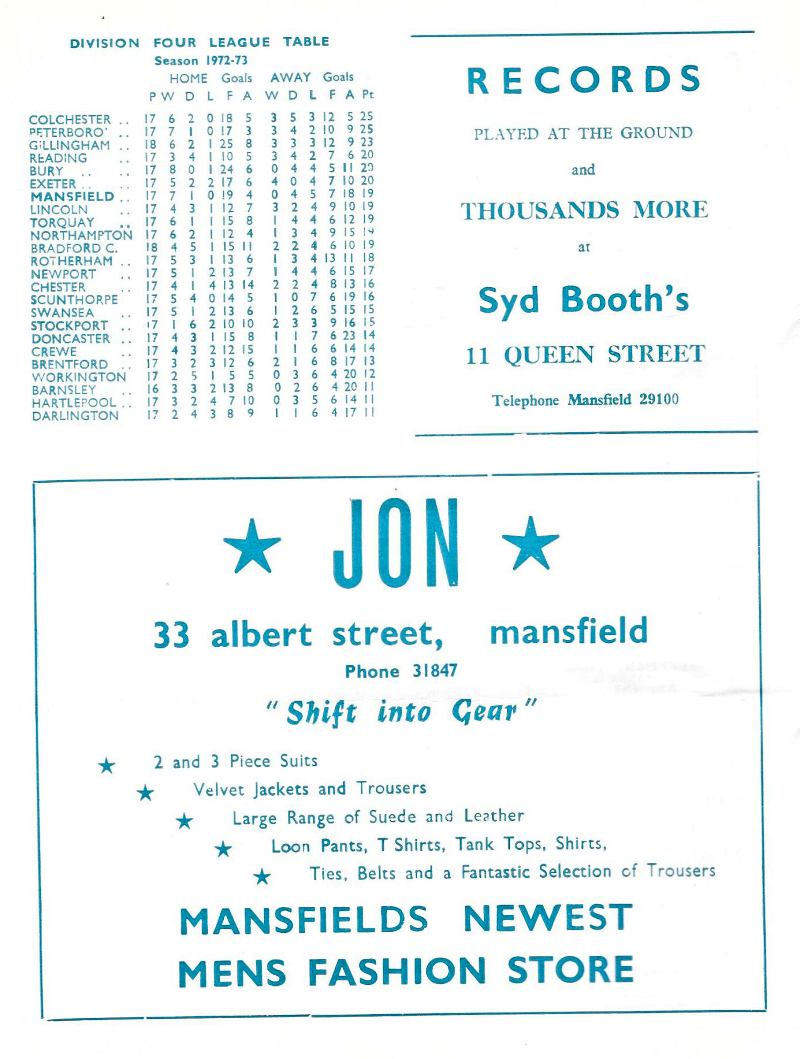 DIVISION FOUR LEAGUE TABLE
Season 1972-73
HOME Goals AWAY Goals
P W D L F A W D L F A Pt
COLCHESTER .. 17 6 2 0 18 5 3 5 3 12 5 25
PETERBORO' .. 17 7 1 0 17 3 3 4 2 10 9 25
GILLINGHAM .. 18 6 2 1 25 8 3 3 3 12 9 23
READING .. 17 3 4 1 10 5 3 4 2 7 6 20
BURY .. .. 17 8 0 1 24 6 0 4 4 5 11 20
EXETER .. .. 17 5 2 2 17 6 4 0 4 7 10 20
MANSFIELD .. 17 7 1 0 19 4 0 4 5 7 18 19
LINCOLN .. 17 4 3 1 12 7 3 2 4 9 10 19
TORQUAY .. 17 6 1 1 15 8 1 4 4 6 12 19
NORTHAMPTON 17 6 2 1 12 4 1 3 4 9 15
BRADFORD C. 18 4 5 1 15 11 2 2 4 6 10 19
ROTHERHAM .. 17 5 3 1 13 6 1 3 4 13 11 18
NEWPORT .. 17 5 1 2 13 7 1 4 4 6 15 17
CHESTER .. 17 4 1 4 13 14 2 2 4 8 13 16
SCUNTHORPE 17 5 4 0 14 5 1 0 7 6 19 16
SWANSEA .. 17 5 1 2 13 6 1 2 6 5 15 15
STOCKPORT .. 17 1 6 2 10 10 2 3 3 9 16 15
DONCASTER .. 17 4 3 1 15 8 1 1 7 6 23 14
CREWE .. 17 4 3 2 12 15 1 1 6 6 14 14
BRENTFORD .. 17 3 2 3 12 6 2 1 6 8 17 13
WORKINGTON 17 2 5 1 5 5 0 3 6 4 20 12
BARNSLEY .. 16 3 3 2 13 8 0 2 6 4 20 11
HARTLEPOOL .. 17 3 2 4 7 10 0 3 5 6 14 11
DARLINGTON 17 2 4 3 8 9 1 1 6 4 17 11
RECORDS
PLAYED AT THE GROUND
and
THOUSANDS MORE
at
Syd Booth's
11 QUEEN STREET
Telephone Mansfield 29100
JON
33 albert street, mansfield
Phone 31847
"Shift into Gear"
2 and 3 Piece Suits
Velvet Jackets and Trousers
Large Range of Suede and Leather
Loon Pants, T Shirts, Tank Tops, Shirts,
Ties, Belts and a Fantastic Selection of Trousers
MANSFIELDS NEWEST
MENS FASHION STORE